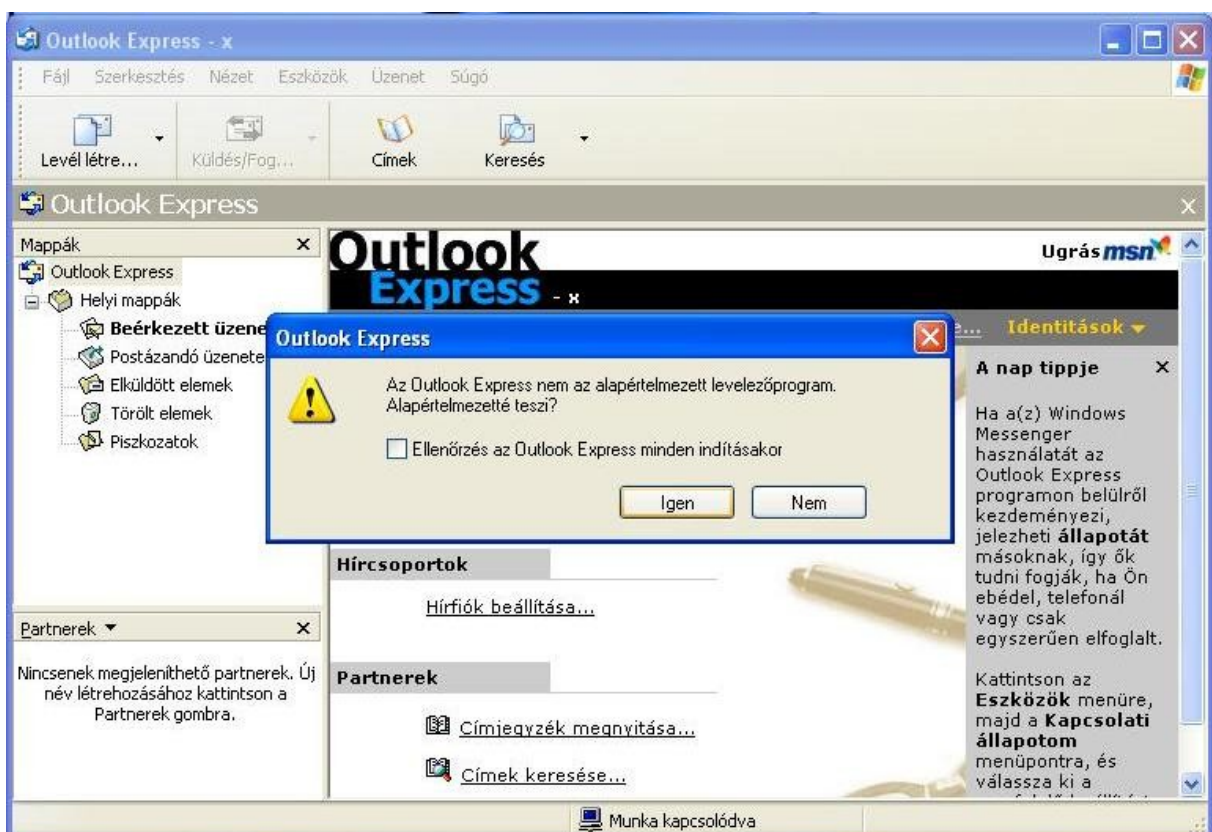 Outlook Express - x
Fájl Szerkesztés Nézet Eszközök Üzenet Súgó
Levél létre... Küldés/Fog... Címek Keresés
Outlook Express
Mappák
Outlook Express
Helyi mappák
Beérkezett üzene
Postázandó üzenete
Elküldött elemek
Törölt elemek
Piszkozatok
Partnerek
Nincsenek megjeleníthető partnerek. Új
név létrehozásához kattintson a
Partnerek gombra.
Outlook
Express - x
Ugrás msn
Identitások
Outlook Express
Az Outlook Express nem az alapértelmezett levelezőprogram.
Alapértelmezetté teszi?
Ellenőrzés az Outlook Express minden indításakor
Igen Nem
Hírcsoportok
Hírfiók beállítása...
Partnerek
Címjegyzék megnyitása...
Címek keresése...
A nap tippje
Ha a(z) Windows
Messenger
használatát az
Outlook Express
programon belülről
kezdeményezi,
jelezheti állapotát
másoknak, így ők
tudni fogják, ha Ön
ebédel, telefonál
vagy csak
egyszerűen elfoglalt.
Kattintson az
Eszközök menüre,
majd a Kapcsolati
állapotom
menüpontra, és
válassza ki a
Munka kapcsolódva